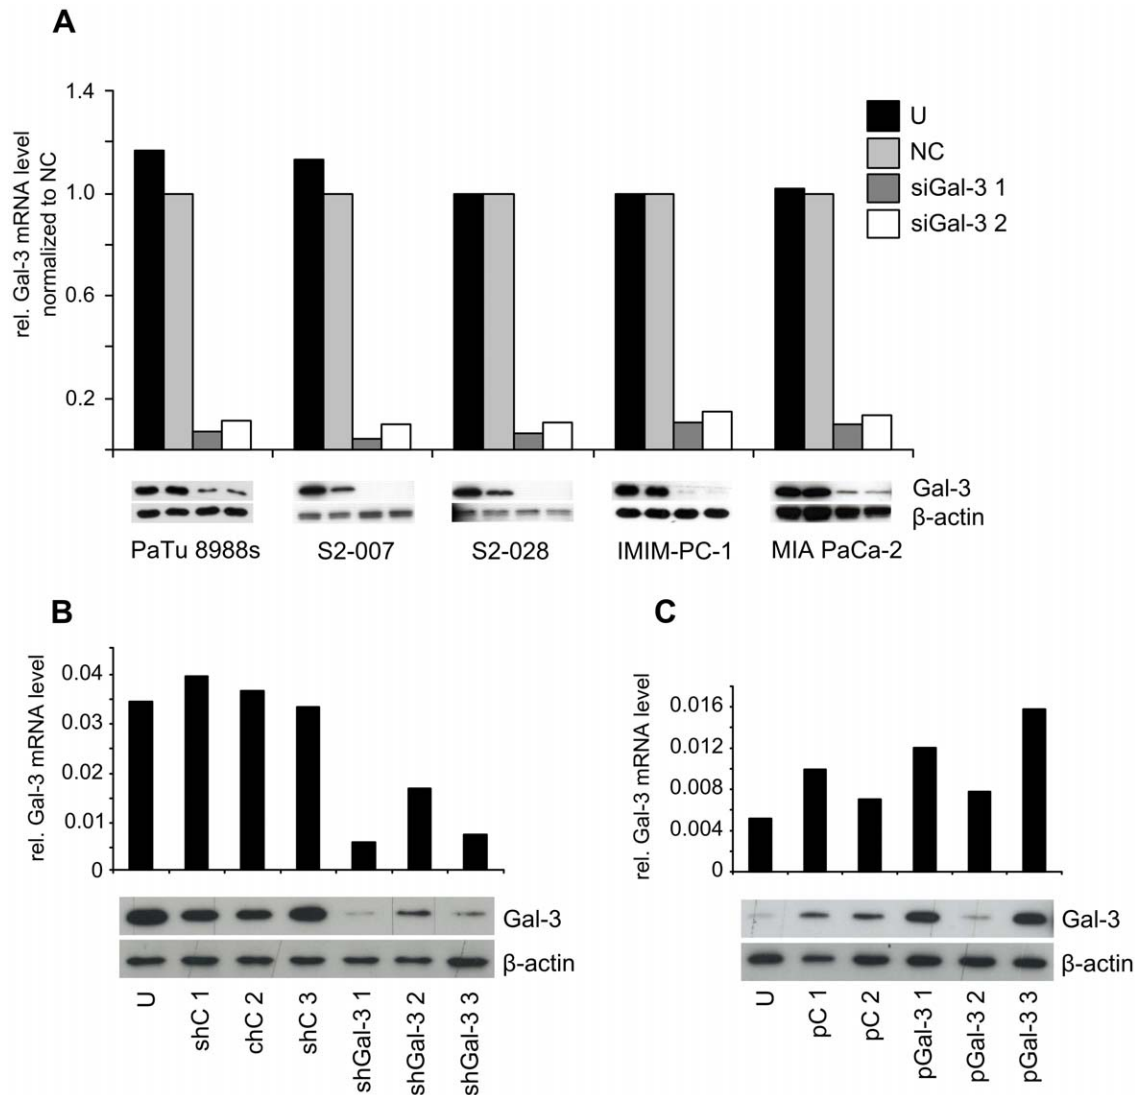 A
rel. Gal-3 mRNA level
normalized to NC
1.4
1.0
0.6
0.2
U
NC
siGal-3 1
siGal-3 2
Gal-3
β-actin
PaTu 8988s
S2-007
S2-028
IMIM-PC-1
MIA PaCa-2
B
rel. Gal-3 mRNA level
0.04
0.03
0.02
0.01
0
Gal-3
β-actin
U
shC 1
chC 2
shC 3
shGal-3 1
shGal-3 2
shGal-3 3
C
rel. Gal-3 mRNA level
0.016
0.012
0.008
0.004
0
Gal-3
β-actin
U
pC 1
pC 2
pGal-3 1
pGal-3 2
pGal-3 3